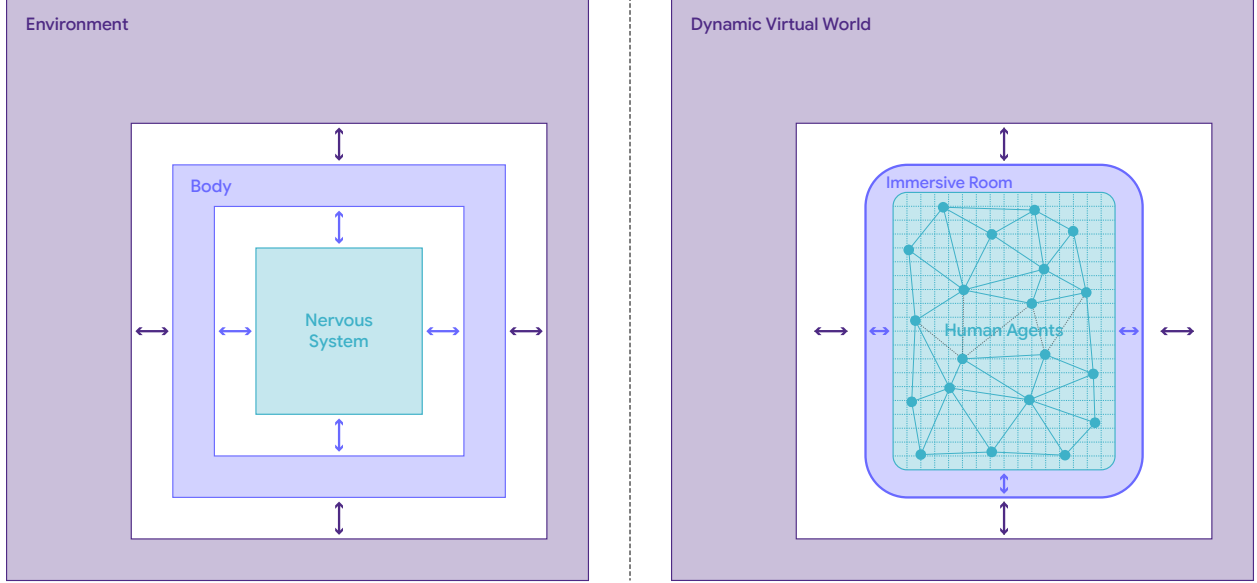 Environment
Body
Nervous
System
Dynamic Virtual World
Immersive Room
Human Agents